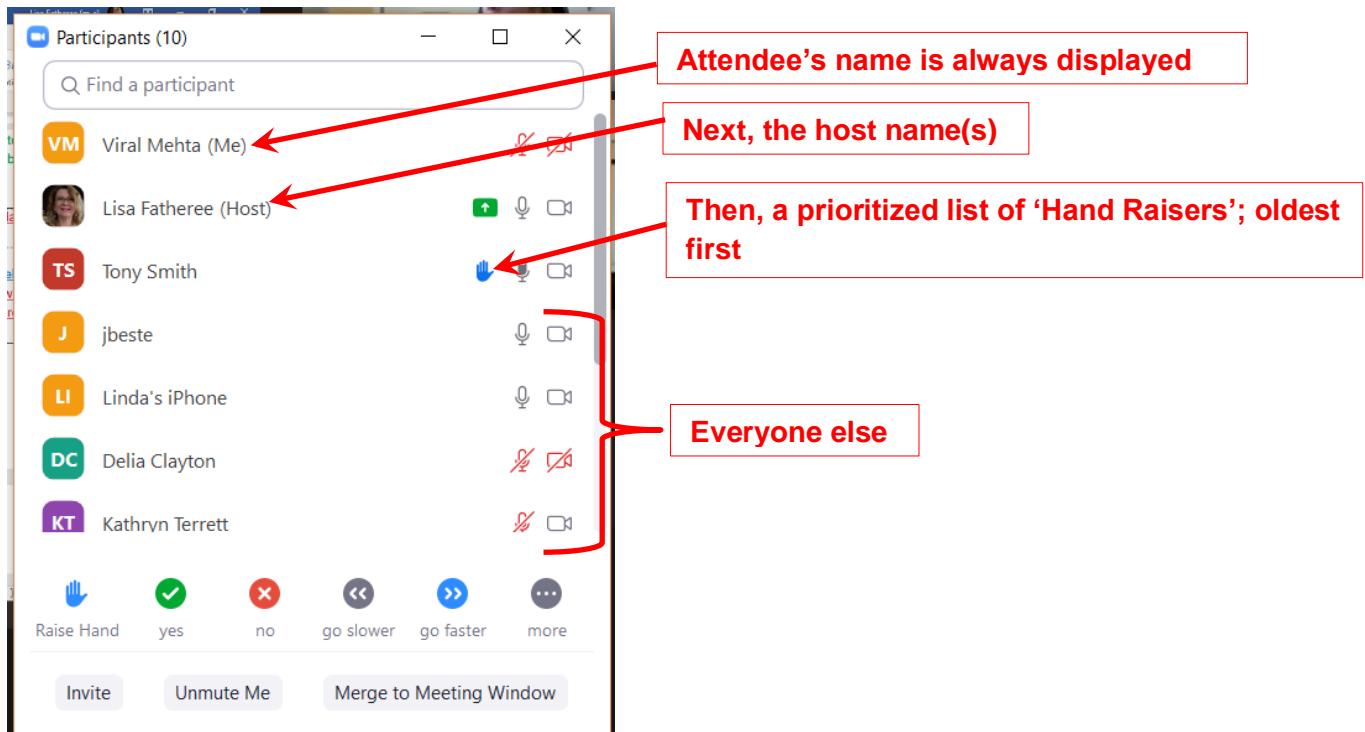 Participants (10)
Find a participant
VM Viral Mehta (Me)
Lisa Fatheree (Host)
TS Tony Smith
J jbeste
LI Linda's iPhone
DC Delia Clayton
KT Kathryn Terrett
Raise Hand yes no go slower go faster more
Invite Unmute Me Merge to Meeting Window
Attendee’s name is always displayed
Next, the host name(s)
Then, a prioritized list of ‘Hand Raisers’; oldest
first
Everyone else